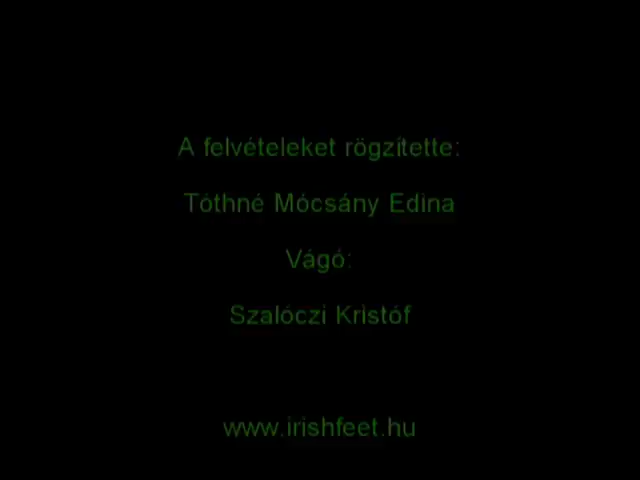 A felvételeket rögzítette:
Tóthné Mócsány Edina
Vágó:
Szalóczi Kristóf
www.irishfeet.hu